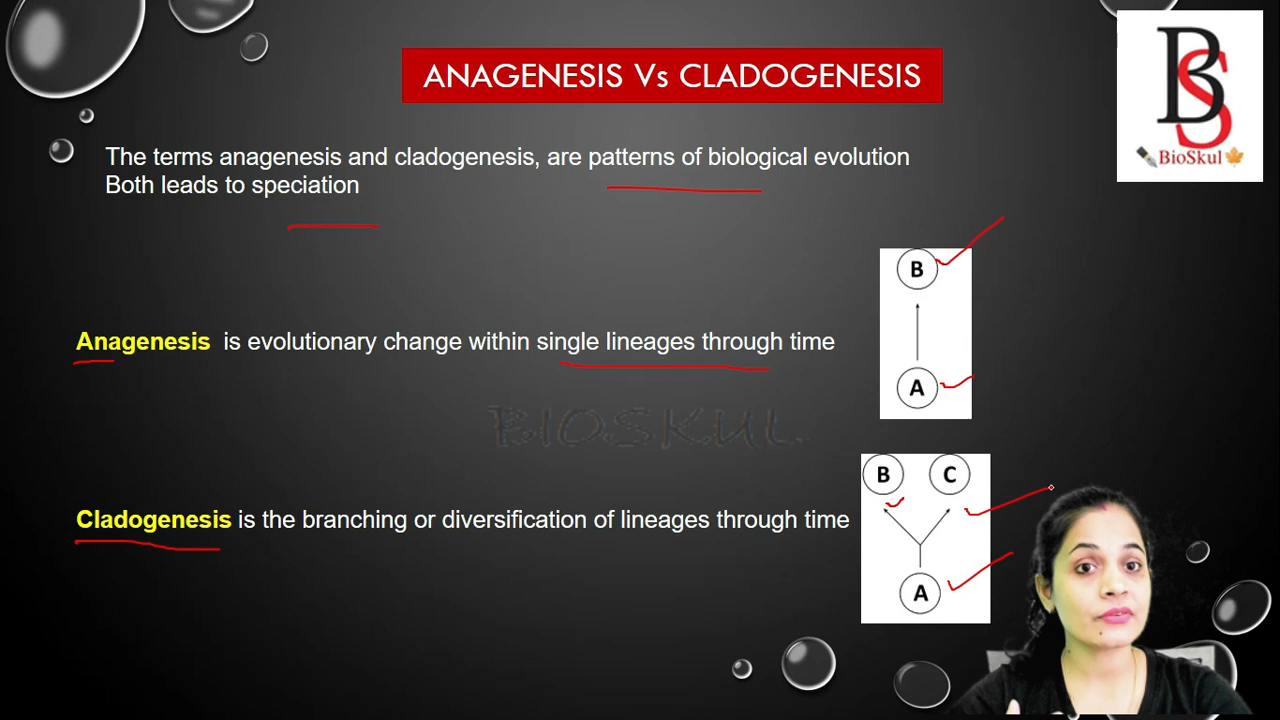 ANAGENESIS Vs CLADOGENESIS
BS
BioSkul
The terms anagenesis and cladogenesis, are patterns of biological evolution
Both leads to speciation
B
Anagenesis is evolutionary change within single lineages through time
A
BIOSKUL
B C
Cladogenesis is the branching or diversification of lineages through time
A